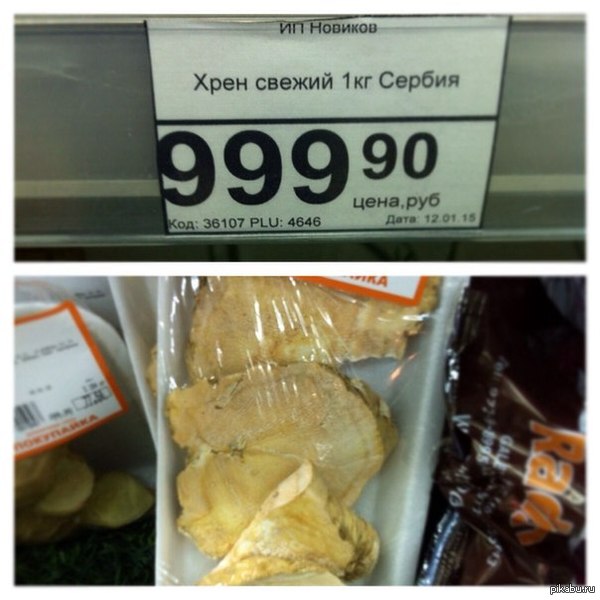 ИП Новиков
Хрен свежий 1кг Сербия
999 90
цена,руб
Код: 36107 PLU: 4646
Дата: 12.01.15
ПОКУПАЙКА
pikabu.ru